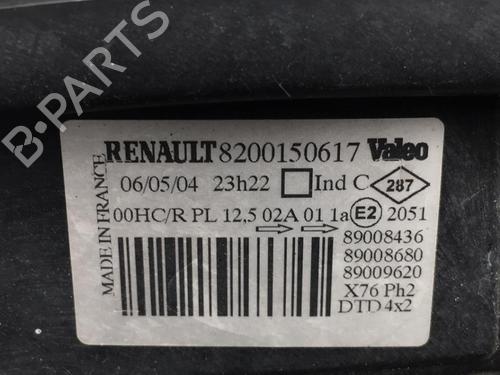 B-PARTS
RENAULT 8200150617 Valeo
06/05/04 23h22 Ind C 287
00HC/R PL 12,5 02A 01 1a E2 2051
89008436
89008680
89009620
X76 Ph2
DTD 4x2
MADE IN FRANCE